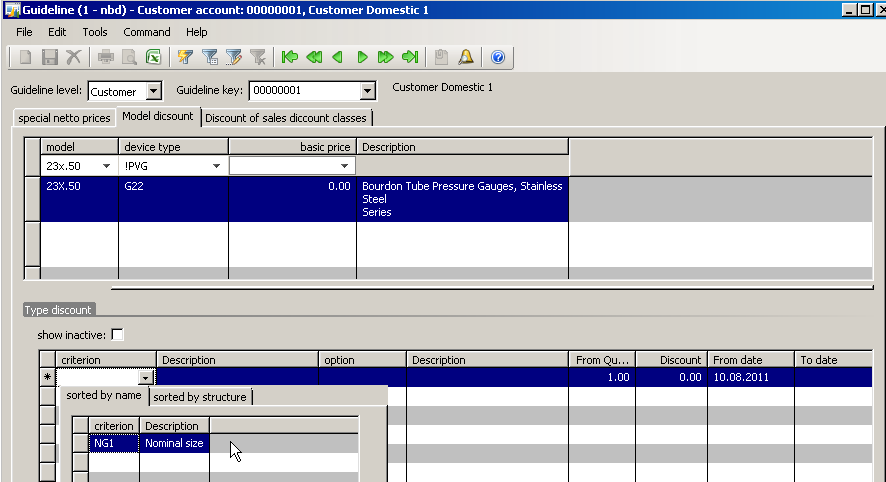 Guideline (1 - nbd) - Customer account: 00000001, Customer Domestic 1
File Edit Tools Command Help
Guideline level: Customer Guideline key: 00000001 Customer Domestic 1
special netto prices Model dicsount Discount of sales diccount classes
model device type basic price Description
23x.50 !PVG
23X.50 G22 0.00 Bourdon Tube Pressure Gauges, Stainless
Steel
Series
Type discount
show inactive:
criterion Description option Description From Qu... Discount From date To date
* 1.00 0.00 10.08.2011
sorted by name sorted by structure
criterion Description
NG1 Nominal size